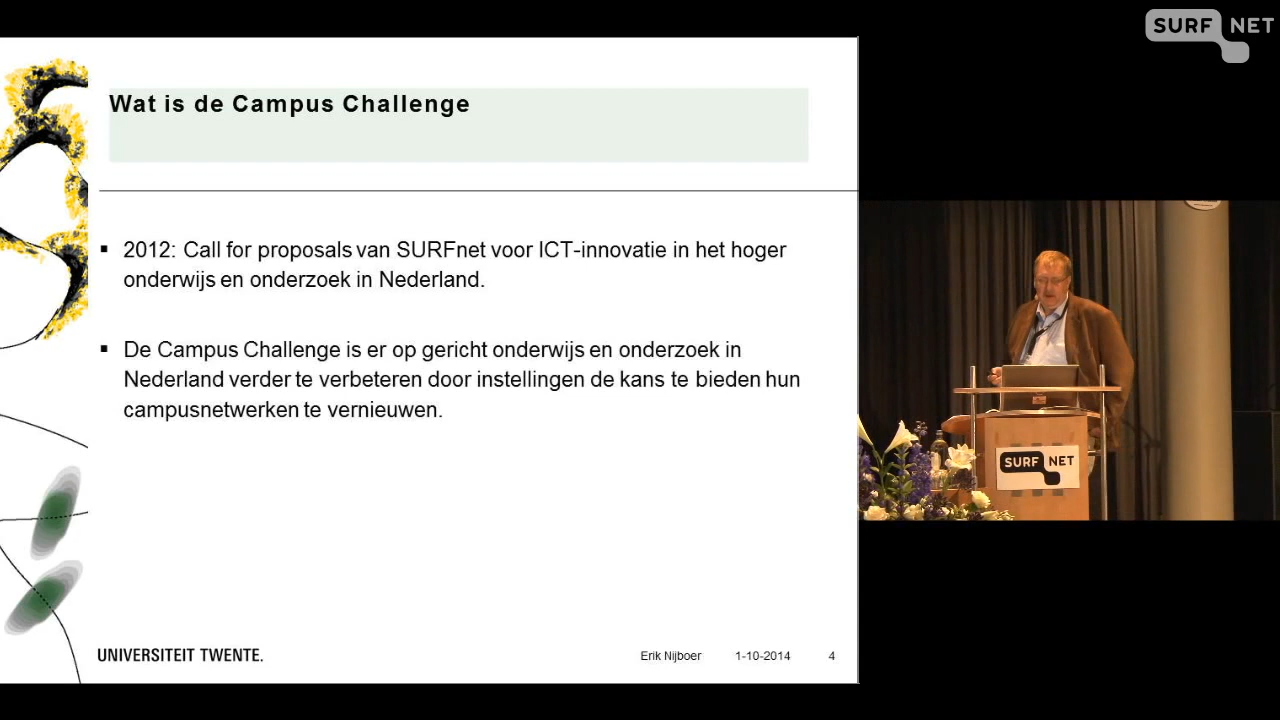 SURF NET
Wat is de Campus Challenge
▪ 2012: Call for proposals van SURFnet voor ICT-innovatie in het hoger
onderwijs en onderzoek in Nederland.
▪ De Campus Challenge is er op gericht onderwijs en onderzoek in
Nederland verder te verbeteren door instellingen de kans te bieden hun
campusnetwerken te vernieuwen.
SURF NET
UNIVERSITEIT TWENTE.
Erik Nijboer 1-10-2014 4